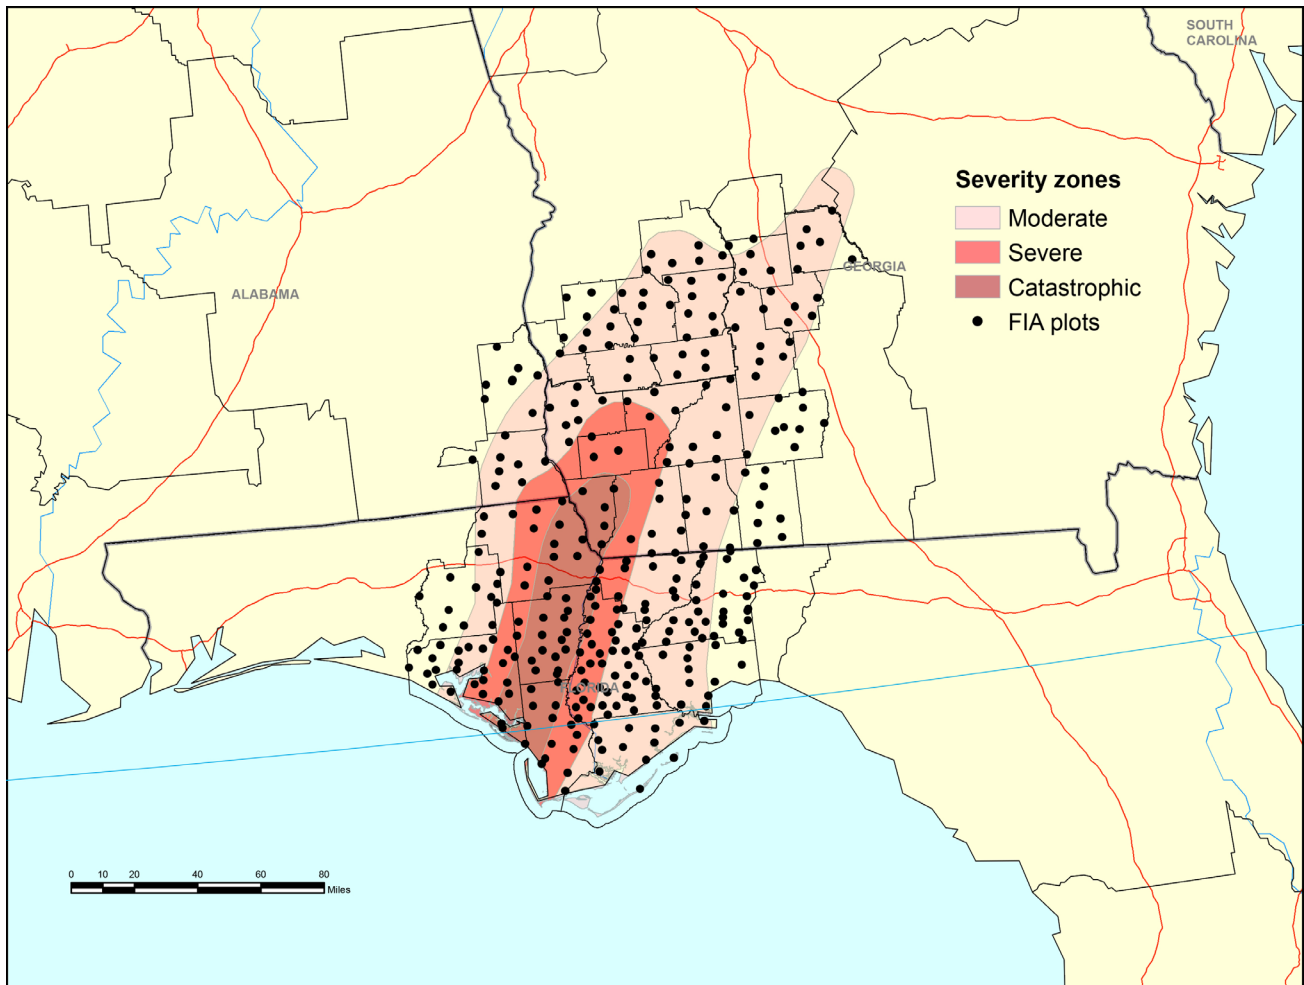 SOUTH
CAROLINA
Severity zones
Moderate
Severe
Catastrophic
FIA plots
GEORGIA
ALABAMA
FLORIDA
0 10 20 40 60 80
Miles